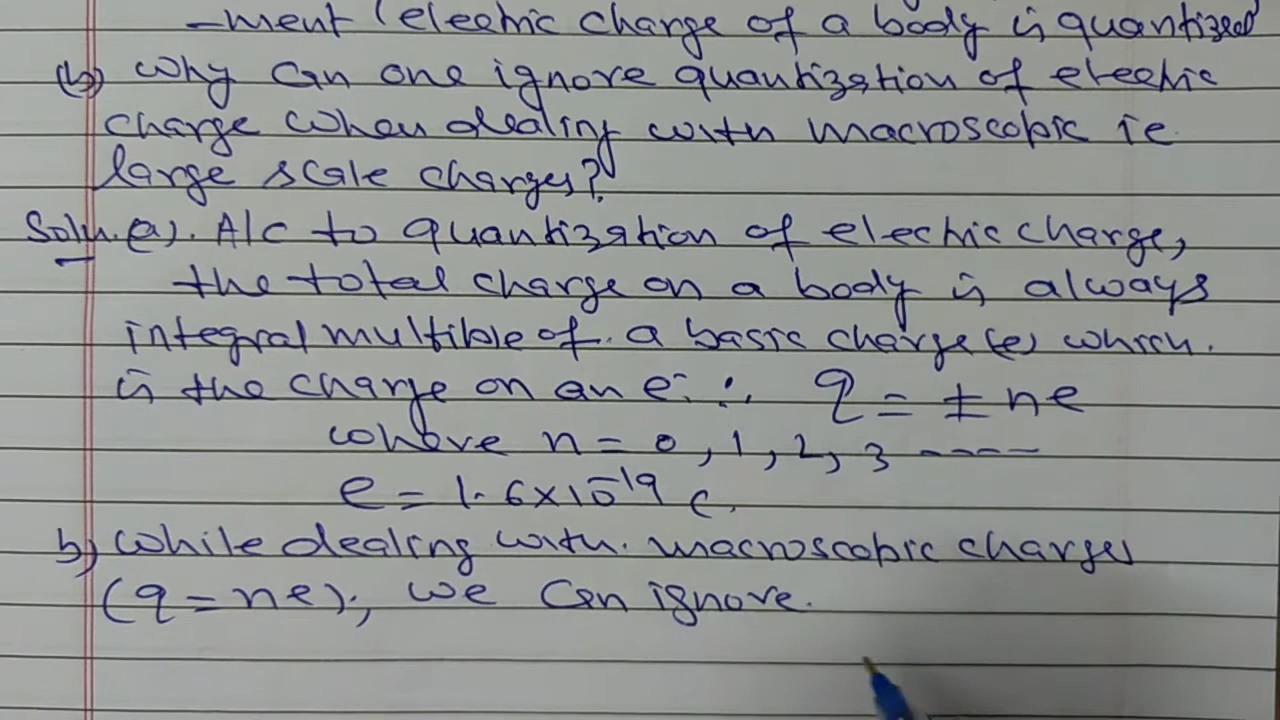 -ment (electric charge of a body is quantized
(b) Why can one ignore quantization of electric
charge when dealing with macroscopic ie.
large scale charges?
Soln. (a). A/c to quantization of electric charge,
the total charge on a body is always
integral multiple of. a basic charge (e) which.
is the charge on an e⁻. ∴ q = ± ne
where n = 0, 1, 2, 3 ----
e = 1.6×10⁻¹⁹ C.
b) While dealing with. macroscopic charges
(q = ne)., we can ignore.